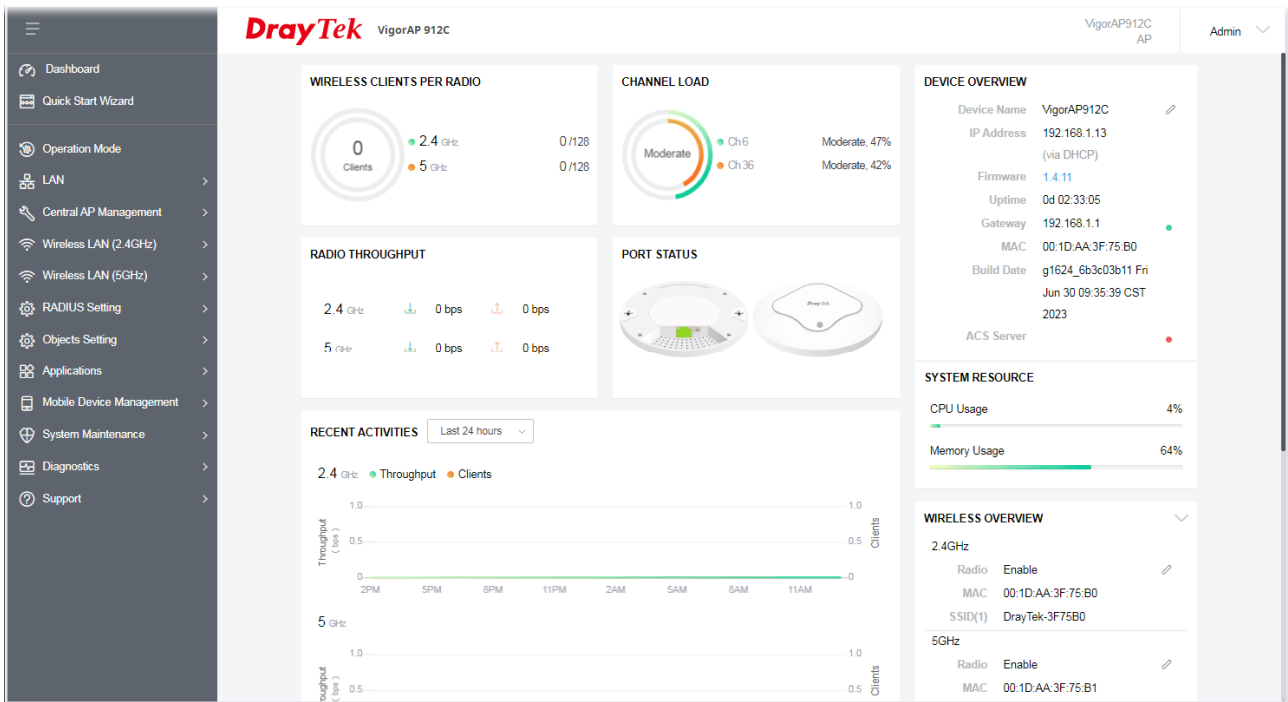 DrayTek VigorAP 912C
VigorAP912C
AP
Admin
Dashboard
Quick Start Wizard
Operation Mode
LAN
Central AP Management
Wireless LAN (2.4GHz)
Wireless LAN (5GHz)
RADIUS Setting
Objects Setting
Applications
Mobile Device Management
System Maintenance
Diagnostics
Support
WIRELESS CLIENTS PER RADIO
0
Clients
2.4 GHz 0 /128
5 GHz 0 /128
CHANNEL LOAD
Moderate
Ch 6 Moderate, 47%
Ch 36 Moderate, 42%
RADIO THROUGHPUT
2.4 GHz 0 bps 0 bps
5 GHz 0 bps 0 bps
PORT STATUS
DrayTek
RECENT ACTIVITIES Last 24 hours
2.4 GHz Throughput Clients
Throughput
( bps )
1.0 1.0
0.5 0.5
0 0
Clients
2PM 5PM 8PM 11PM 2AM 5AM 8AM 11AM
5 GHz
1.0 1.0
0.5 0.5
Clients
DEVICE OVERVIEW
Device Name VigorAP912C
IP Address 192.168.1.13
(via DHCP)
Firmware 1.4.11
Uptime 0d 02:33:05
Gateway 192.168.1.1
MAC 00:1D:AA:3F:75:B0
Build Date g1624_6b3c03b11 Fri
Jun 30 09:35:39 CST
2023
ACS Server
SYSTEM RESOURCE
CPU Usage 4%
Memory Usage 64%
WIRELESS OVERVIEW
2.4GHz
Radio Enable
MAC 00:1D:AA:3F:75:B0
SSID(1) DrayTek-3F75B0
5GHz
Radio Enable
MAC 00:1D:AA:3F:75:B1